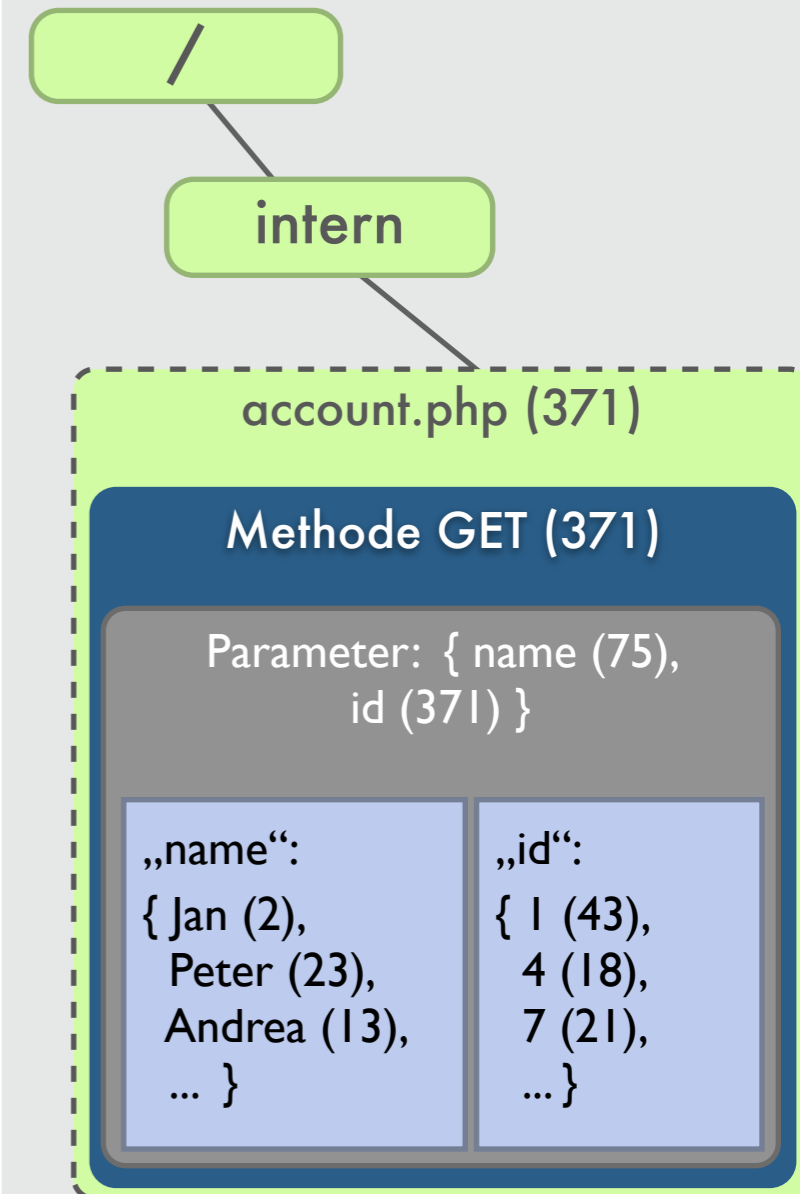 /
intern
account.php (371)
Methode GET (371)
Parameter: { name (75),
id (371) }
„name“:
{ Jan (2),
Peter (23),
Andrea (13),
... }
„id“:
{ 1 (43),
4 (18),
7 (21),
... }